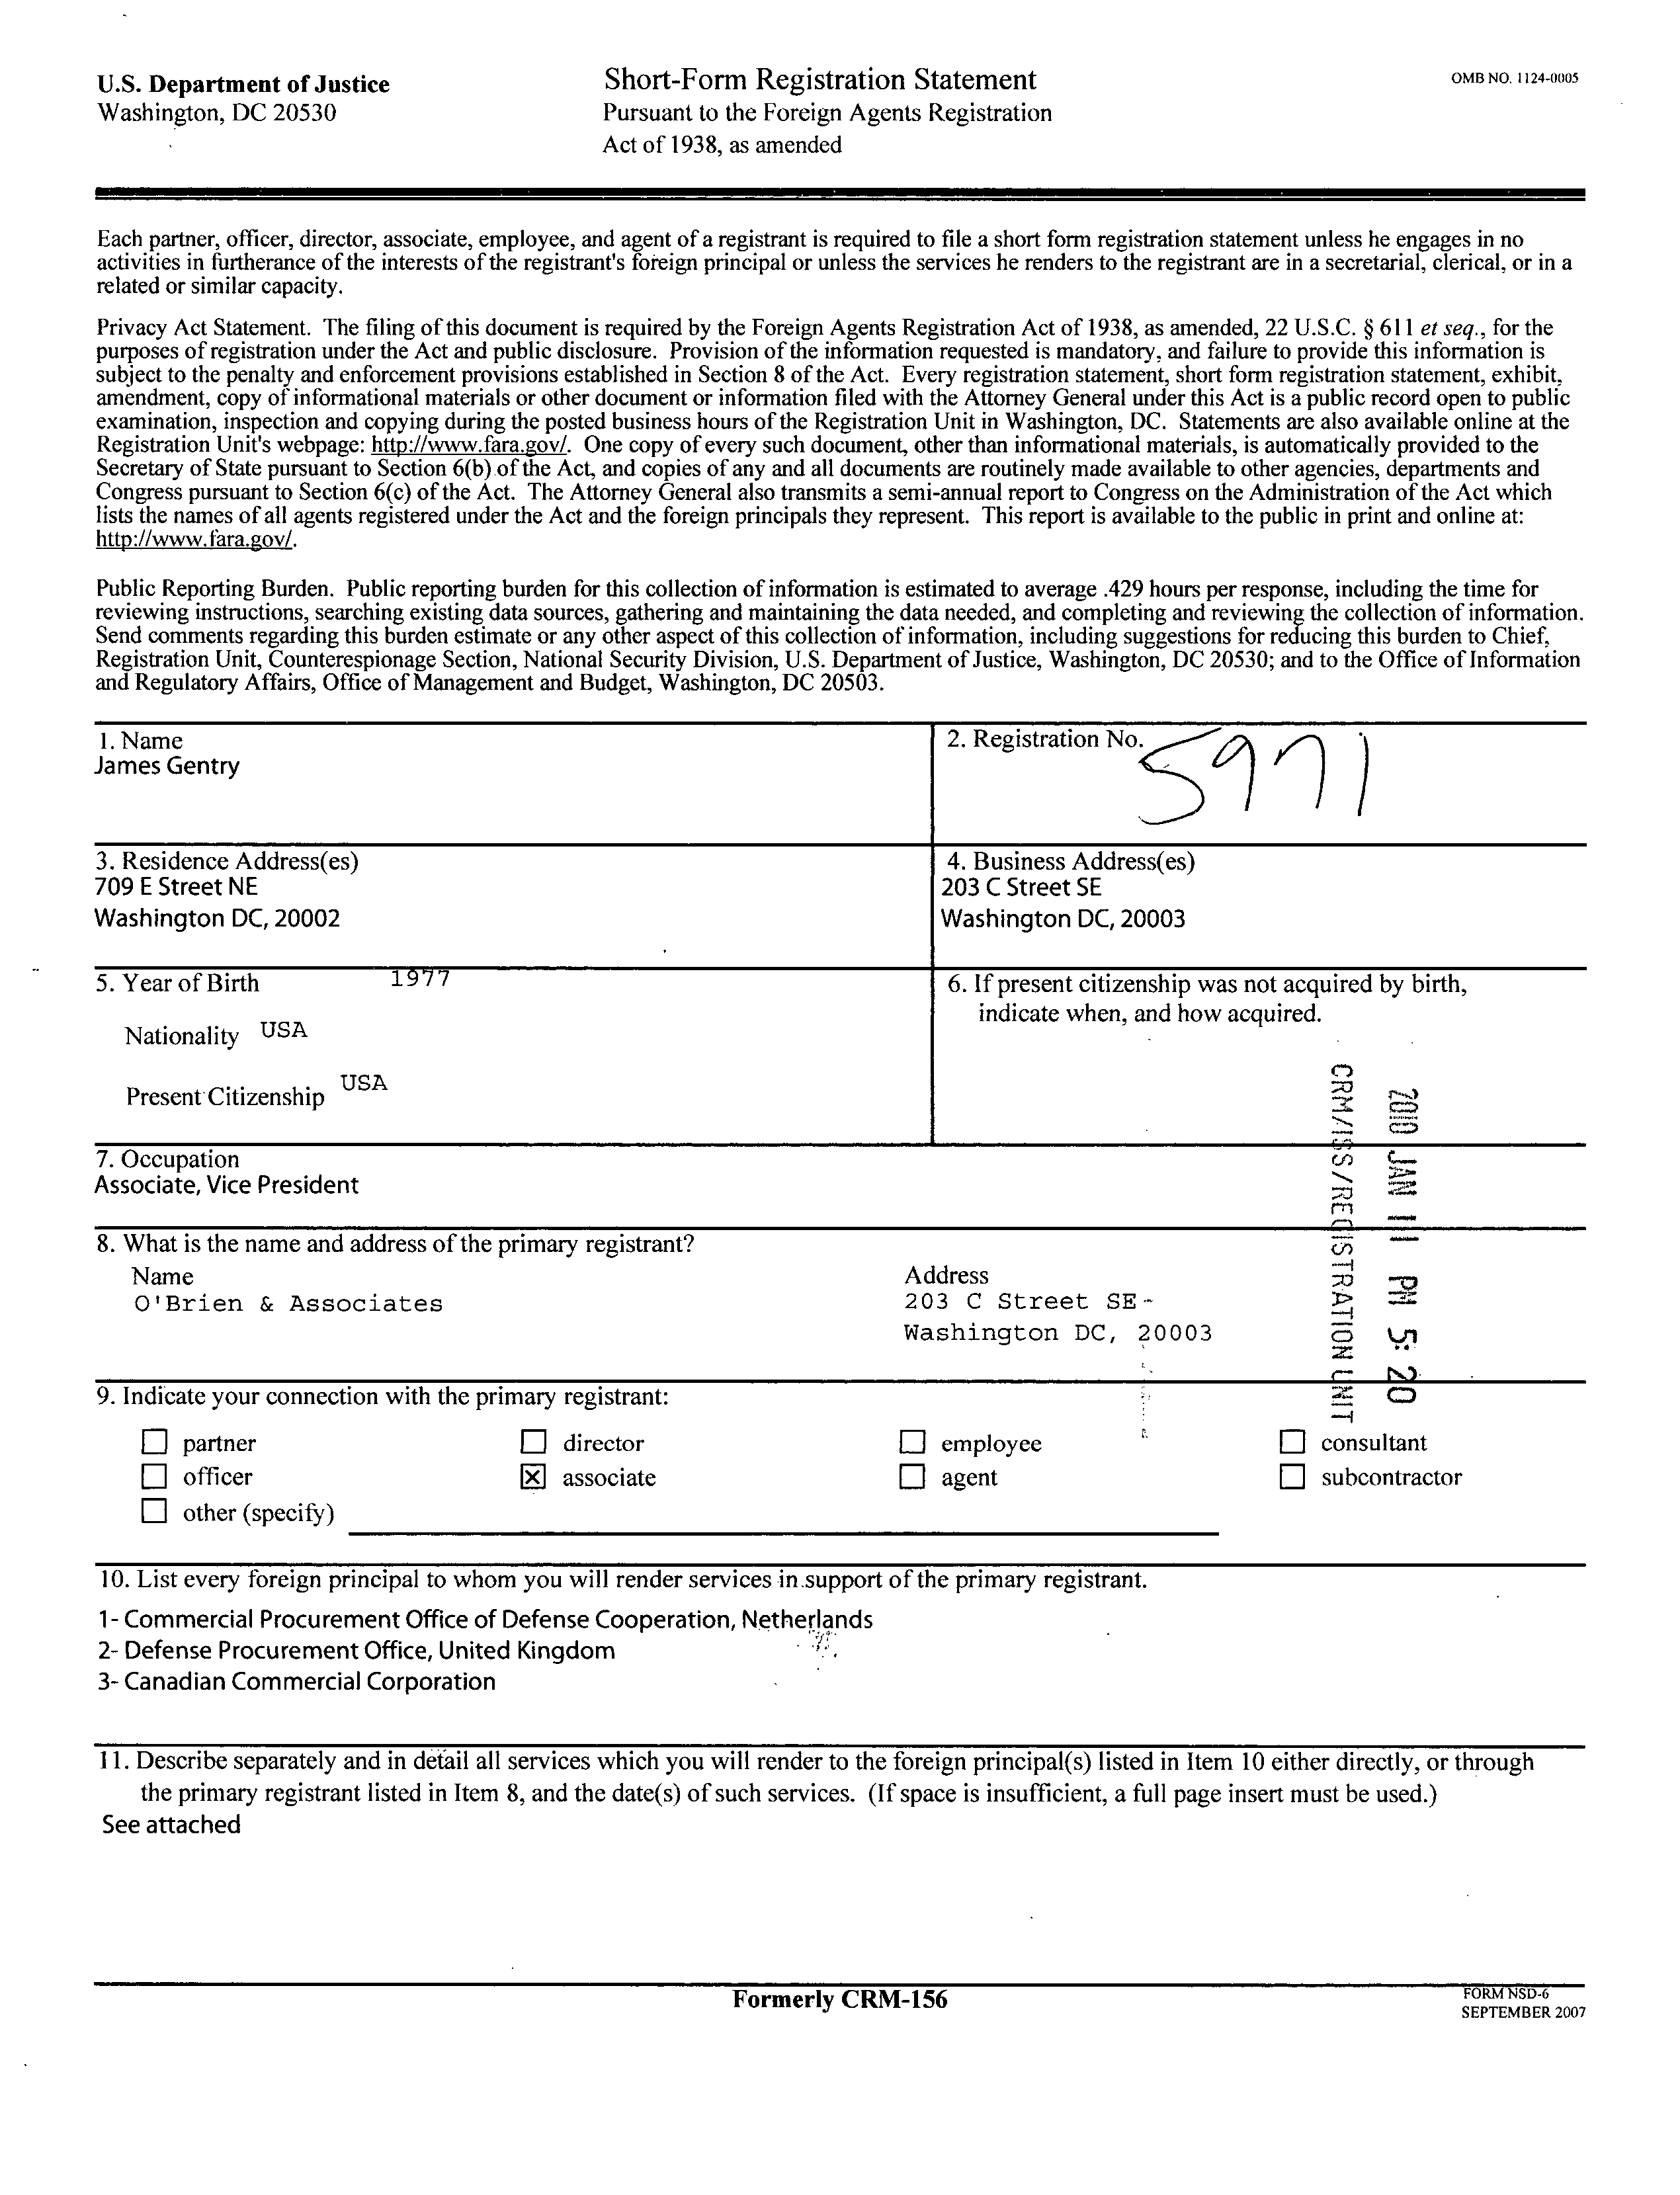 U.S. Department of Justice
Washington, DC 20530
Short-Form Registration Statement
Pursuant to the Foreign Agents Registration
Act of 1938, as amended
OMB NO. 1124-0005
Each partner, officer, director, associate, employee, and agent of a registrant is required to file a short form registration statement unless he engages in no
activities in furtherance of the interests of the registrant's foreign principal or unless the services he renders to the registrant are in a secretarial, clerical, or in a
related or similar capacity.
Privacy Act Statement. The filing of this document is required by the Foreign Agents Registration Act of 1938, as amended, 22 U.S.C. § 611 et seq., for the
purposes of registration under the Act and public disclosure. Provision of the information requested is mandatory, and failure to provide this information is
subject to the penalty and enforcement provisions established in Section 8 of the Act. Every registration statement, short form registration statement, exhibit,
amendment, copy of informational materials or other document or information filed with the Attorney General under this Act is a public record open to public
examination, inspection and copying during the posted business hours of the Registration Unit in Washington, DC. Statements are also available online at the
Registration Unit's webpage: http://www.fara.gov/. One copy of every such document, other than informational materials, is automatically provided to the
Secretary of State pursuant to Section 6(b) of the Act, and copies of any and all documents are routinely made available to other agencies, departments and
Congress pursuant to Section 6(c) of the Act. The Attorney General also transmits a semi-annual report to Congress on the Administration of the Act which
lists the names of all agents registered under the Act and the foreign principals they represent. This report is available to the public in print and online at:
http://www.fara.gov/.
Public Reporting Burden. Public reporting burden for this collection of information is estimated to average .429 hours per response, including the time for
reviewing instructions, searching existing data sources, gathering and maintaining the data needed, and completing and reviewing the collection of information.
Send comments regarding this burden estimate or any other aspect of this collection of information, including suggestions for reducing this burden to Chief,
Registration Unit, Counterespionage Section, National Security Division, U.S. Department of Justice, Washington, DC 20530; and to the Office of Information
and Regulatory Affairs, Office of Management and Budget, Washington, DC 20503.
1. Name
James Gentry
2. Registration No. 5971
3. Residence Address(es)
709 E Street NE
Washington DC, 20002
4. Business Address(es)
203 C Street SE
Washington DC, 20003
5. Year of Birth 1977
Nationality USA
Present Citizenship USA
6. If present citizenship was not acquired by birth,
indicate when, and how acquired.
2010 JAN 11 PM 5:20
CRM/ISS/REGISTRATION UNIT
7. Occupation
Associate, Vice President
8. What is the name and address of the primary registrant?
Name
O'Brien & Associates
Address
203 C Street SE
Washington DC, 20003
9. Indicate your connection with the primary registrant:
partner director employee consultant
officer associate agent subcontractor
other (specify)
10. List every foreign principal to whom you will render services in support of the primary registrant.
1- Commercial Procurement Office of Defense Cooperation, Netherlands
2- Defense Procurement Office, United Kingdom
3- Canadian Commercial Corporation
11. Describe separately and in detail all services which you will render to the foreign principal(s) listed in Item 10 either directly, or through
the primary registrant listed in Item 8, and the date(s) of such services. (If space is insufficient, a full page insert must be used.)
See attached
Formerly CRM-156
FORM NSD-6
SEPTEMBER 2007